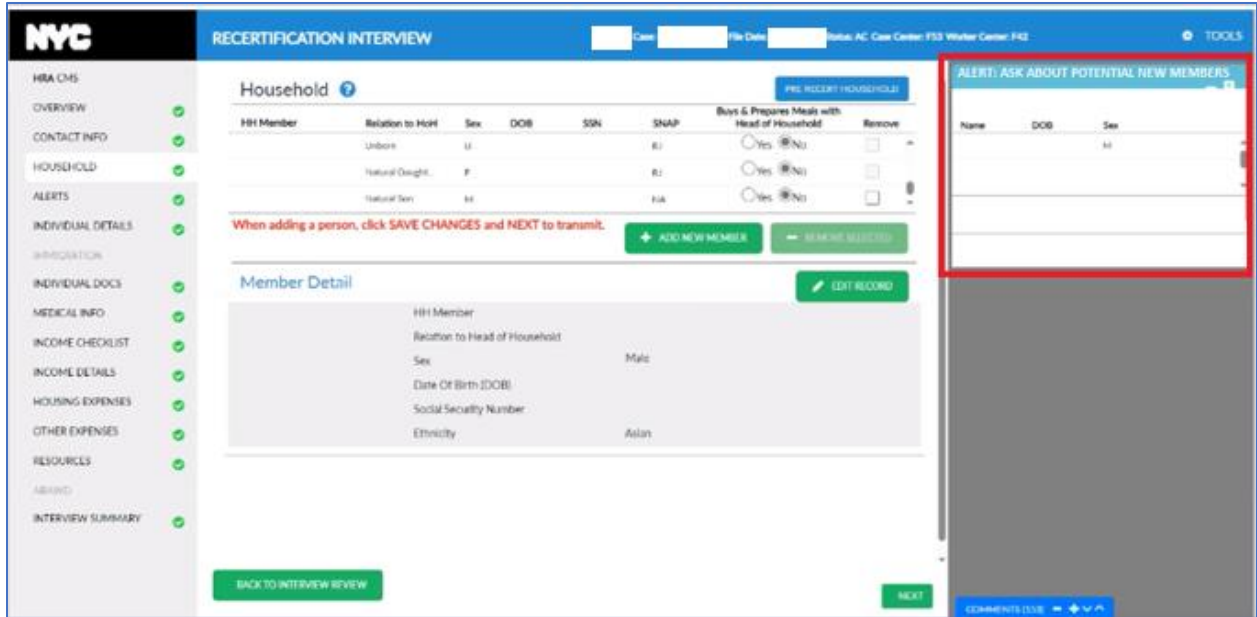 NYC
RECERTIFICATION INTERVIEW
Case: File Date: Status: AC Case Center: F53 Worker Center: F42
TOOLS
HRA CMS
OVERVIEW
CONTACT INFO
HOUSEHOLD
ALERTS
INDIVIDUAL DETAILS
IMMIGRATION
INDIVIDUAL DOCS
MEDICAL INFO
INCOME CHECKLIST
INCOME DETAILS
HOUSING EXPENSES
OTHER EXPENSES
RESOURCES
ABAWD
INTERVIEW SUMMARY
Household ?
PRE RECERT HOUSEHOLD
HH Member Relation to HoH Sex DOB SSN SNAP Buys & Prepares Meals with Head of Household Remove
Unborn U RJ Yes No
Natural Daught.. F RJ Yes No
Natural Son M NA Yes No
When adding a person, click SAVE CHANGES and NEXT to transmit.
+ ADD NEW MEMBER
− REMOVE SELECTED
Member Detail
EDIT RECORD
HH Member
Relation to Head of Household
Sex Male
Date Of Birth (DOB)
Social Security Number
Ethnicity Asian
BACK TO INTERVIEW REVIEW
NEXT
ALERT: ASK ABOUT POTENTIAL NEW MEMBERS
Name DOB Sex
M
COMMENTS